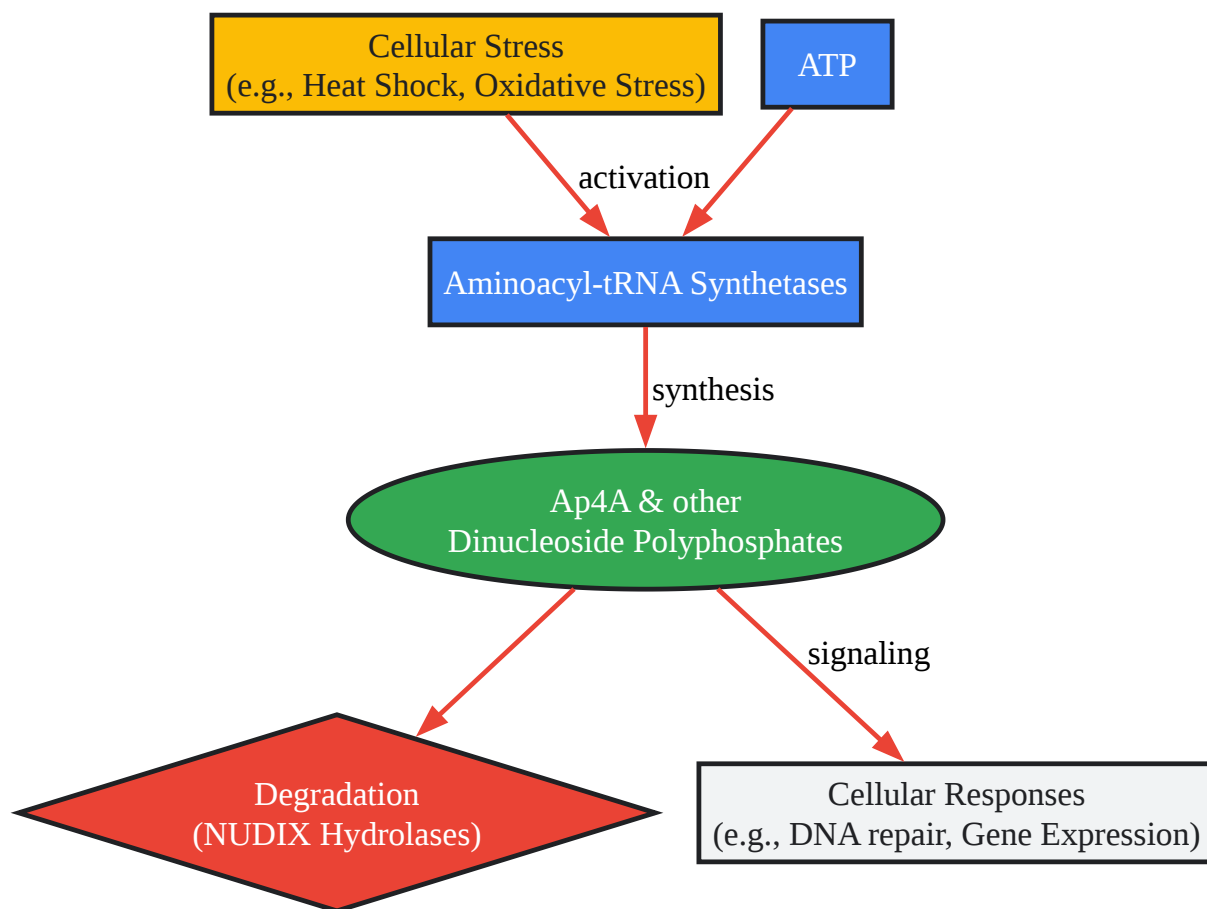 Cellular Stress
(e.g., Heat Shock, Oxidative Stress)
ATP
activation
Aminoacyl-tRNA Synthetases
synthesis
Ap4A & other
Dinucleoside Polyphosphates
signaling
Degradation
(NUDIX Hydrolases)
Cellular Responses
(e.g., DNA repair, Gene Expression)